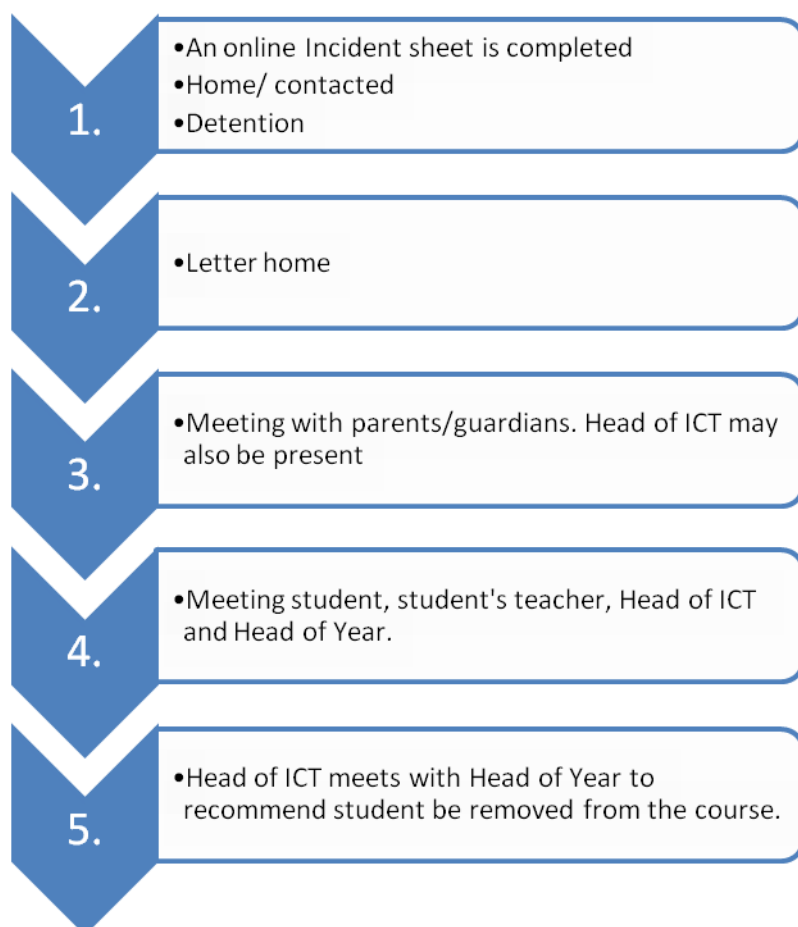 1.
•An online Incident sheet is completed
•Home/ contacted
•Detention
2.
•Letter home
3.
•Meeting with parents/guardians. Head of ICT may
also be present
4.
•Meeting student, student's teacher, Head of ICT
and Head of Year.
5.
•Head of ICT meets with Head of Year to
recommend student be removed from the course.